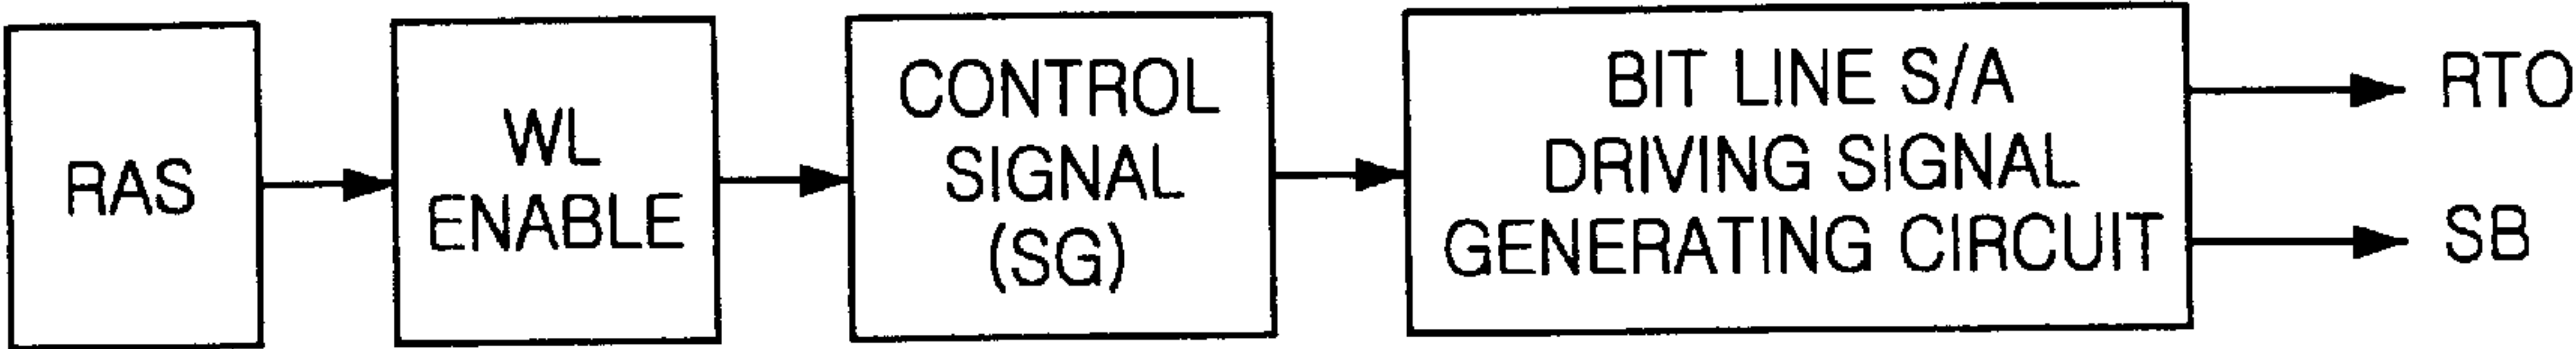 RAS
WL
ENABLE
CONTROL
SIGNAL
(SG)
BIT LINE S/A
DRIVING SIGNAL
GENERATING CIRCUIT
RTO
SB